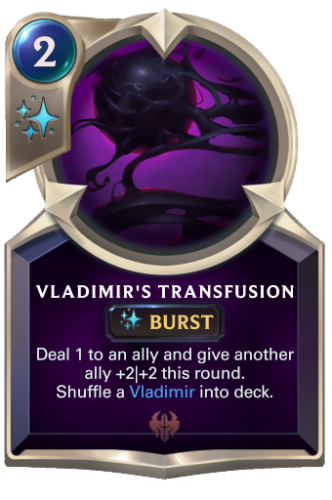 2
VLADIMIR'S TRANSFUSION
BURST
Deal 1 to an ally and give another
ally +2|+2 this round.
Shuffle a Vladimir into deck.